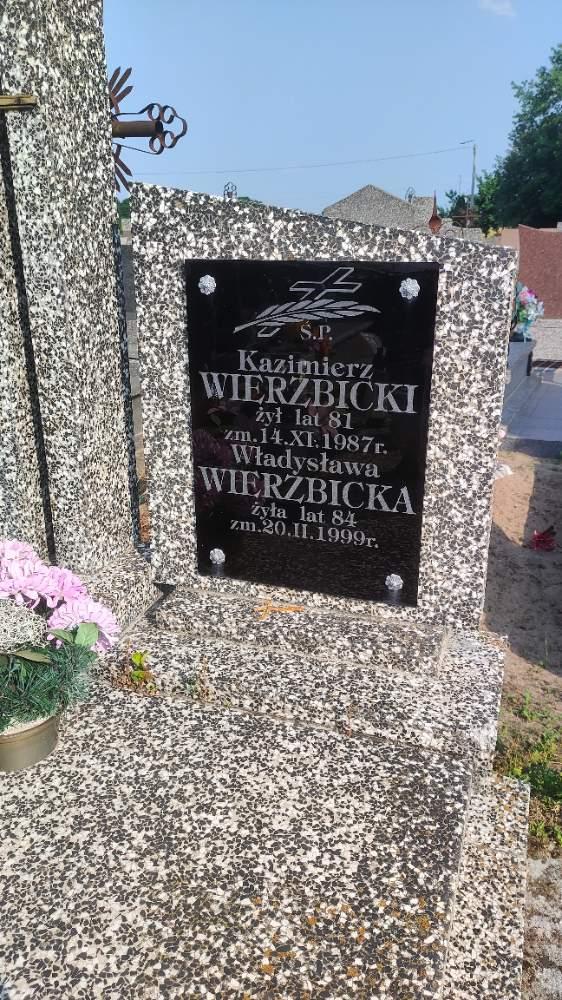 Ś.P.
Kazimierz
WIERZBICKI
żył lat 81
zm.14.XI.1987r.
Władysława
WIERZBICKA
żyła lat 84
zm.20.II.1999r.